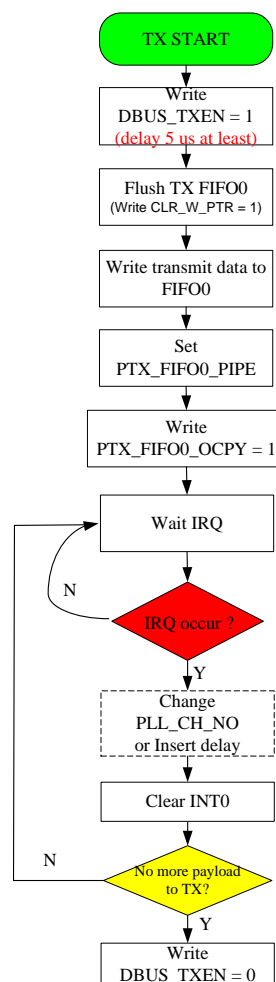 TX START
Write
DBUS_TXEN = 1
(delay 5 us at least)
Flush TX FIFO0
(Write CLR_W_PTR = 1)
Write transmit data to
FIFO0
Set
PTX_FIFO0_PIPE
Write
PTX_FIFO0_OCPY = 1
Wait IRQ
N
IRQ occur ?
Y
Change
PLL_CH_NO
or Insert delay
Clear INT0
N
No more payload
to TX?
Y
Write
DBUS_TXEN = 0